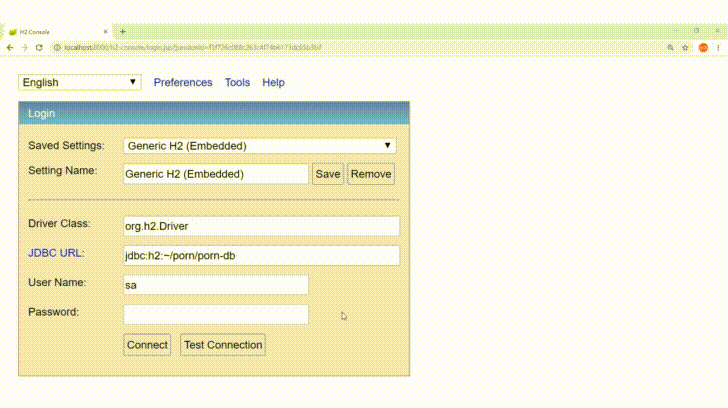 H2 Console
localhost:8080/h2-console/login.jsp?jsessionid=
English Preferences Tools Help
Login
Saved Settings: Generic H2 (Embedded)
Setting Name: Generic H2 (Embedded) Save Remove
Driver Class: org.h2.Driver
JDBC URL: jdbc:h2:~/porn/porn-db
User Name: sa
Password:
Connect Test Connection